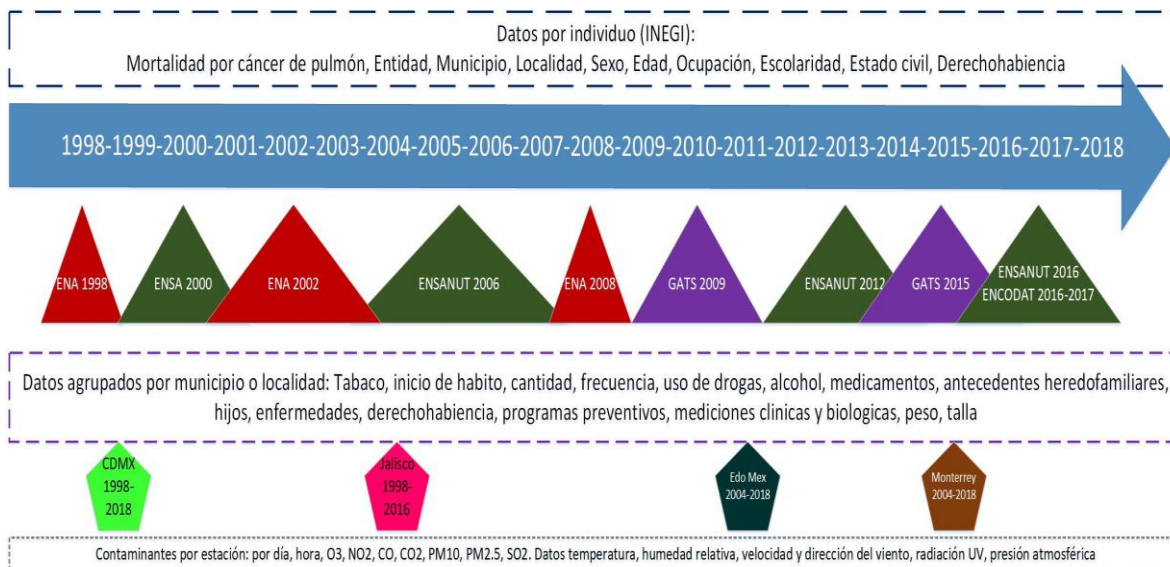 Datos por individuo (INEGI):
Mortalidad por cáncer de pulmón, Entidad, Municipio, Localidad, Sexo, Edad, Ocupación, Escolaridad, Estado civil, Derechohabiencia
1998-1999-2000-2001-2002-2003-2004-2005-2006-2007-2008-2009-2010-2011-2012-2013-2014-2015-2016-2017-2018
ENA 1998
ENSA 2000
ENA 2002
ENSANUT 2006
ENA 2008
GATS 2009
ENSANUT 2012
GATS 2015
ENSANUT 2016
ENCODAT 2016-2017
Datos agrupados por municipio o localidad: Tabaco, inicio de habito, cantidad, frecuencia, uso de drogas, alcohol, medicamentos, antecedentes heredofamiliares,
hijos, enfermedades, derechohabiencia, programas preventivos, mediciones clinicas y biologicas, peso, talla
CDMX
1998-
2018
Jalisco
1998-
2016
Edo Mex
2004-2018
Monterrey
2004-2018
Contaminantes por estación: por día, hora, O3, NO2, CO, CO2, PM10, PM2.5, SO2. Datos temperatura, humedad relativa, velocidad y dirección del viento, radiación UV, presión atmosférica